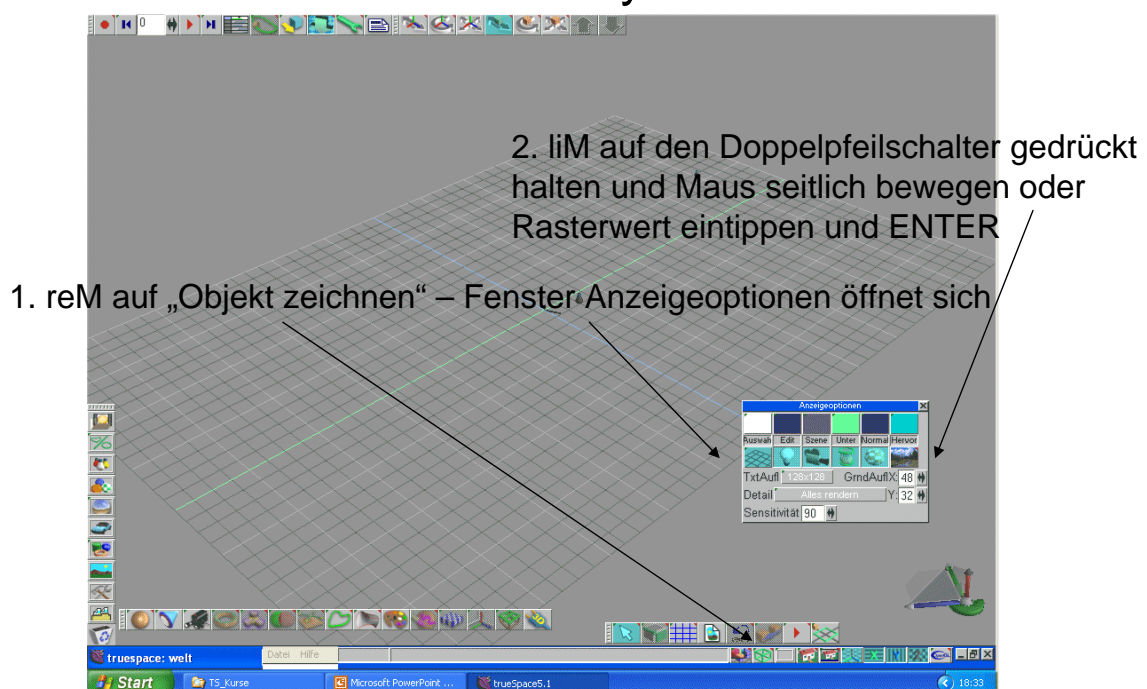 0
2. liM auf den Doppelpfeilschalter gedrückt
halten und Maus seitlich bewegen oder
Rasterwert eintippen und ENTER
1. reM auf „Objekt zeichnen“ – Fenster Anzeigeoptionen öffnet sich
Anzeigeoptionen
Auswah Edit Szene Unter Normal Hervor
TxtAufl 128x128 GrndAuflX: 48
Detail Alles rendern Y: 32
Sensitivität 90
truespace: welt Datei Hilfe
Start TS_Kurse Microsoft PowerPoint ... trueSpace5.1 18:33